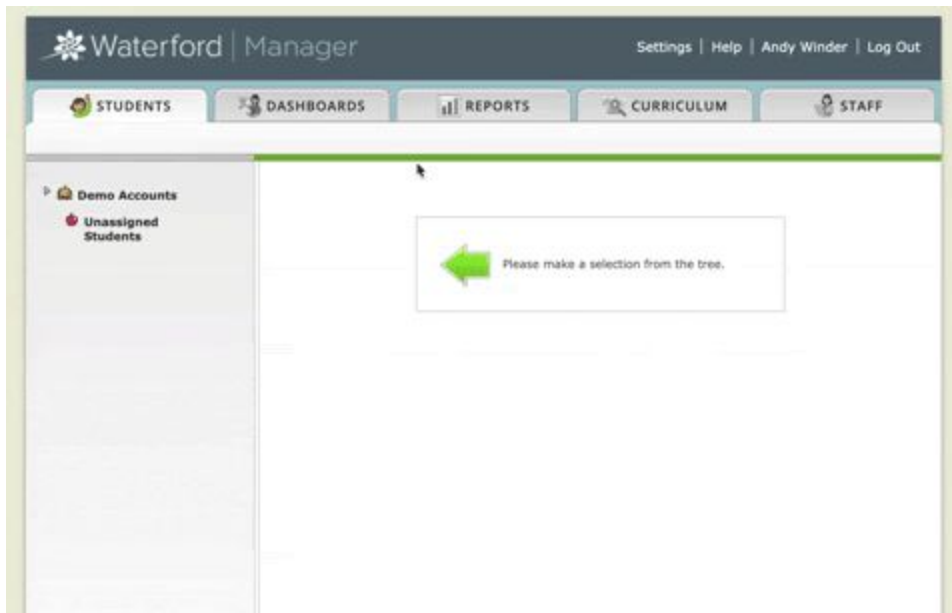 Waterford | Manager
Settings | Help | Andy Winder | Log Out
STUDENTS
DASHBOARDS
REPORTS
CURRICULUM
STAFF
Demo Accounts
Unassigned
Students
Please make a selection from the tree.